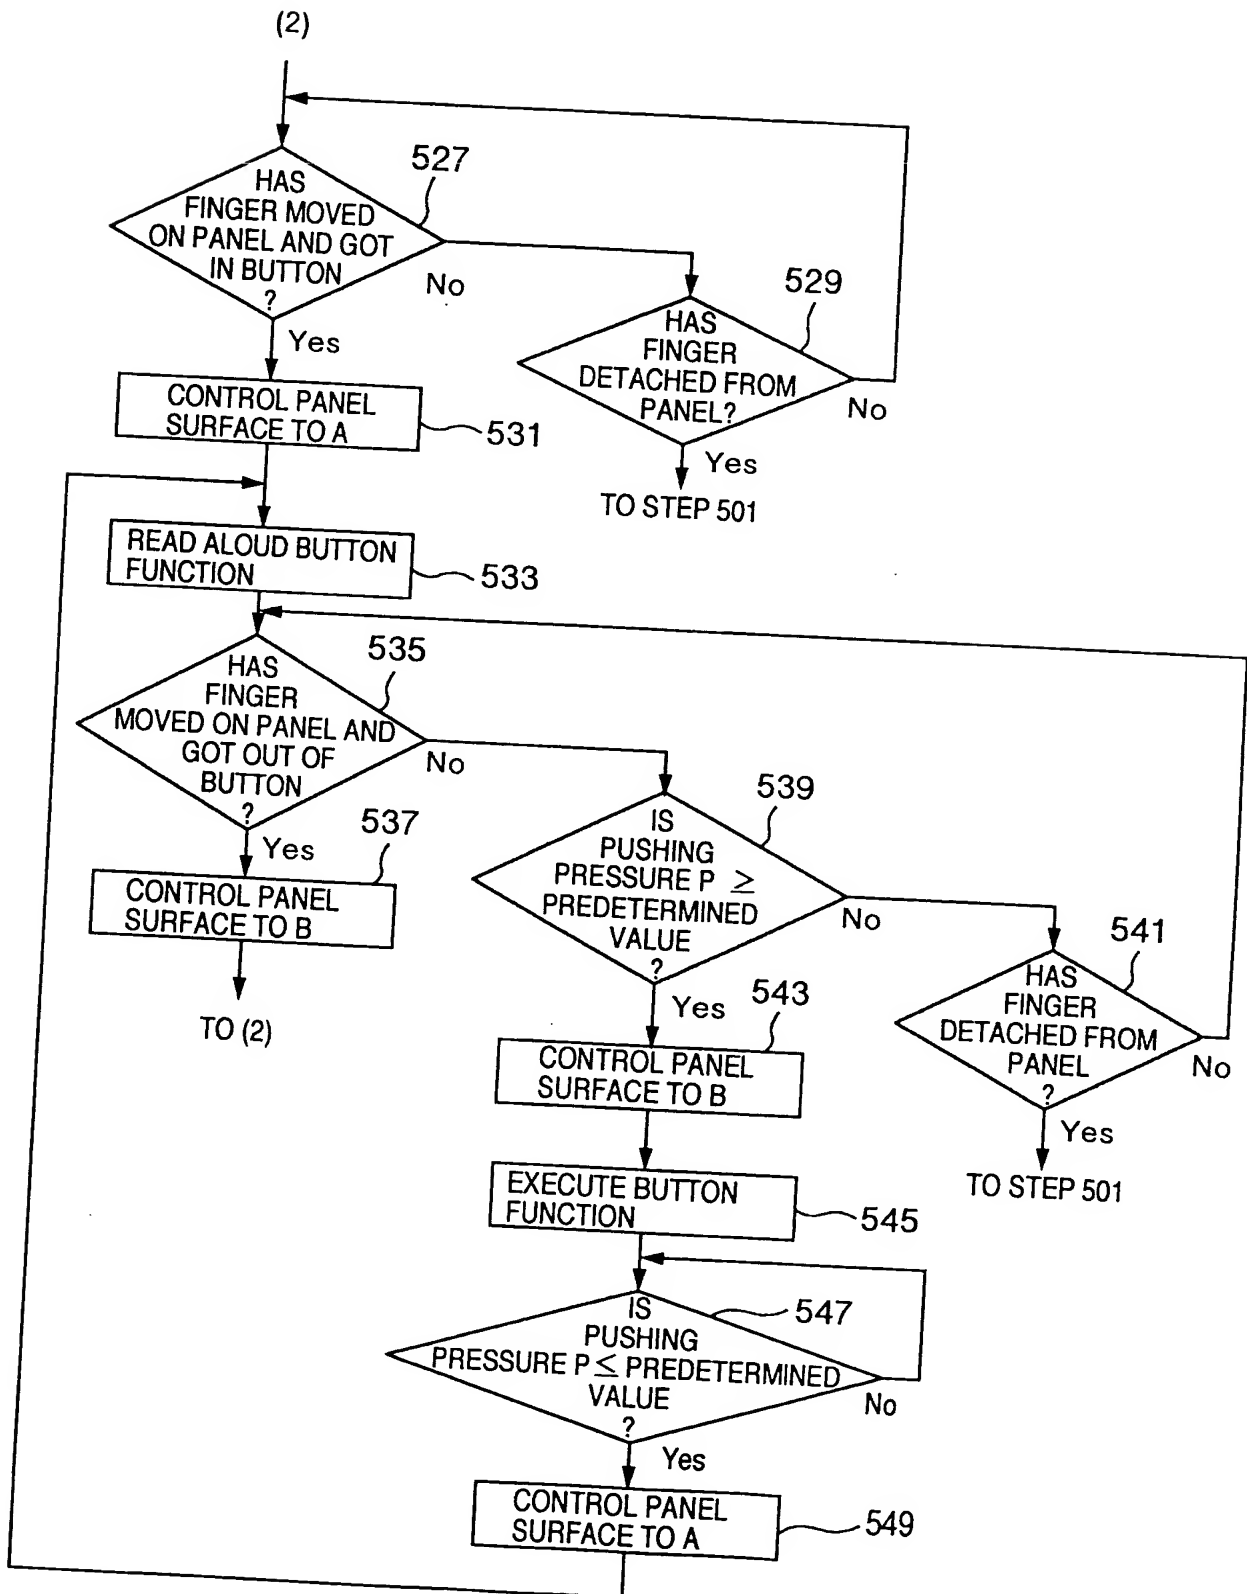 (2)
527
HAS
FINGER MOVED
ON PANEL AND GOT
IN BUTTON
?
No
Yes
529
HAS
FINGER
DETACHED FROM
PANEL?
No
Yes
TO STEP 501
CONTROL PANEL
SURFACE TO A
531
READ ALOUD BUTTON
FUNCTION
533
535
HAS
FINGER
MOVED ON PANEL AND
GOT OUT OF
BUTTON
?
No
Yes
537
CONTROL PANEL
SURFACE TO B
TO (2)
539
IS
PUSHING
PRESSURE P ≥
PREDETERMINED
VALUE
?
No
Yes
541
HAS
FINGER
DETACHED FROM
PANEL
?
No
Yes
TO STEP 501
543
CONTROL PANEL
SURFACE TO B
EXECUTE BUTTON
FUNCTION
545
547
IS
PUSHING
PRESSURE P ≤ PREDETERMINED
VALUE
?
No
Yes
CONTROL PANEL
SURFACE TO A
549